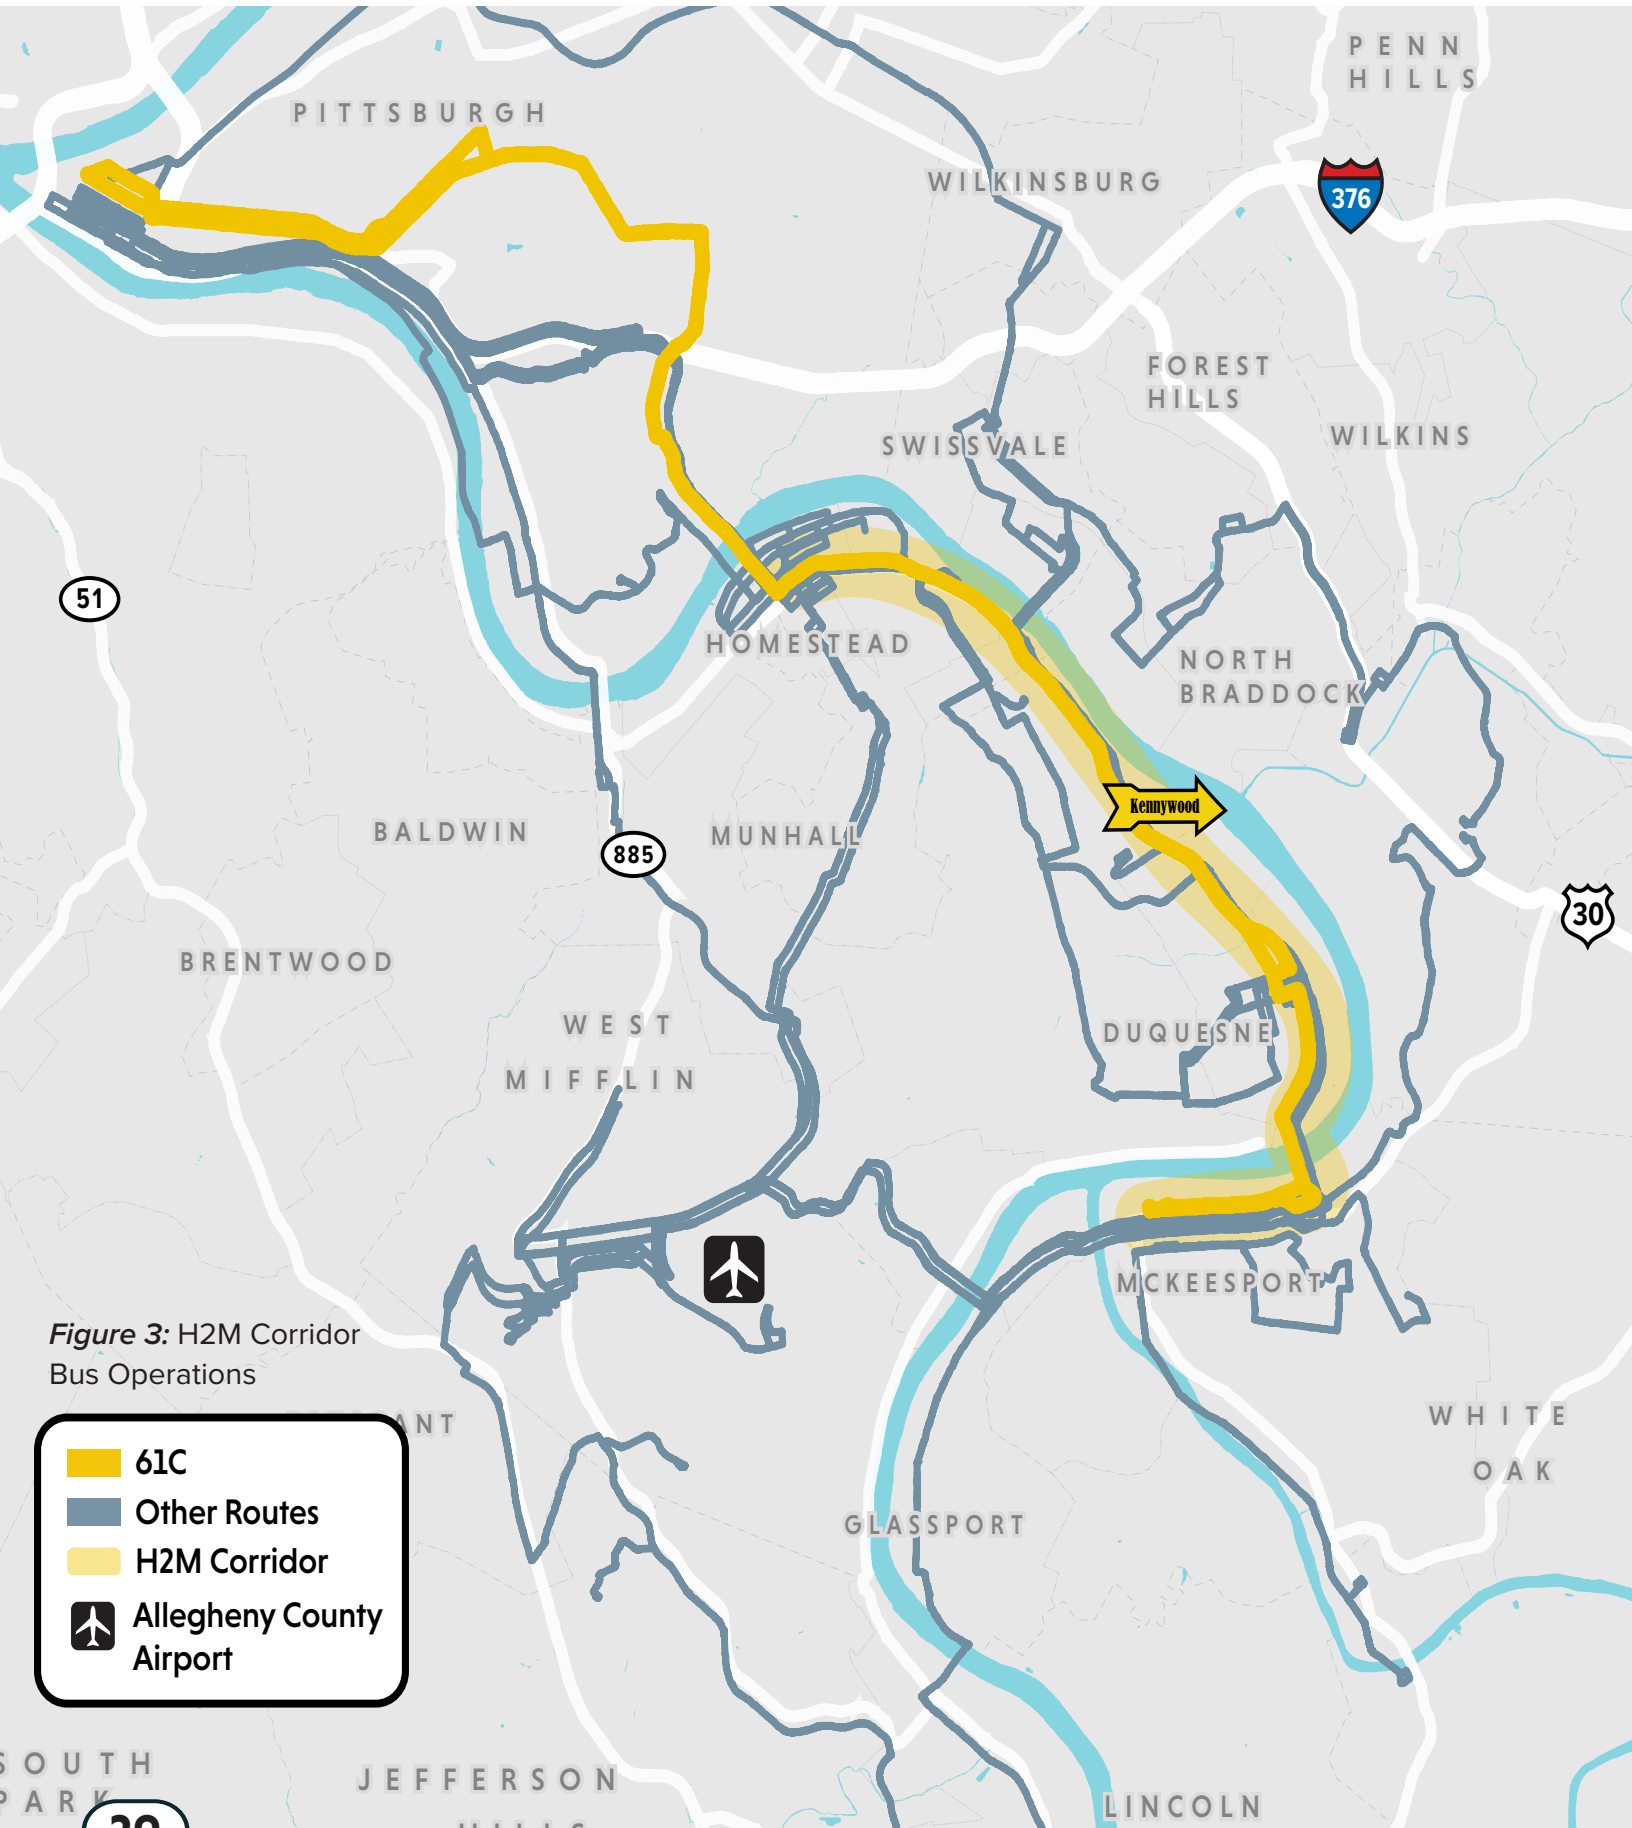 PENN
HILLS
PITTSBURGH
WILKINSBURG
376
FOREST
HILLS
WILKINS
SWISSVALE
51
HOMESTEAD
NORTH
BRADDOCK
Kennywood
BALDWIN
885
MUNHALL
30
BRENTWOOD
WEST
MIFFLIN
DUQUESNE
MCKEESPORT
Figure 3: H2M Corridor
Bus Operations
ANT
WHITE
OAK
61C
Other Routes
H2M Corridor
Allegheny County
Airport
GLASSPORT
SOUTH
PARK
JEFFERSON
LINCOLN